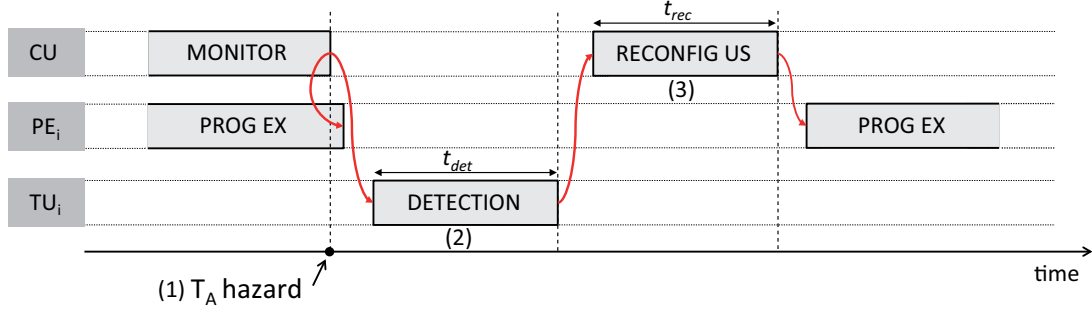 t_rec
CU
MONITOR
RECONFIG US
(3)
PE_i
PROG EX
PROG EX
t_det
TU_i
DETECTION
(2)
time
(1) T_A hazard